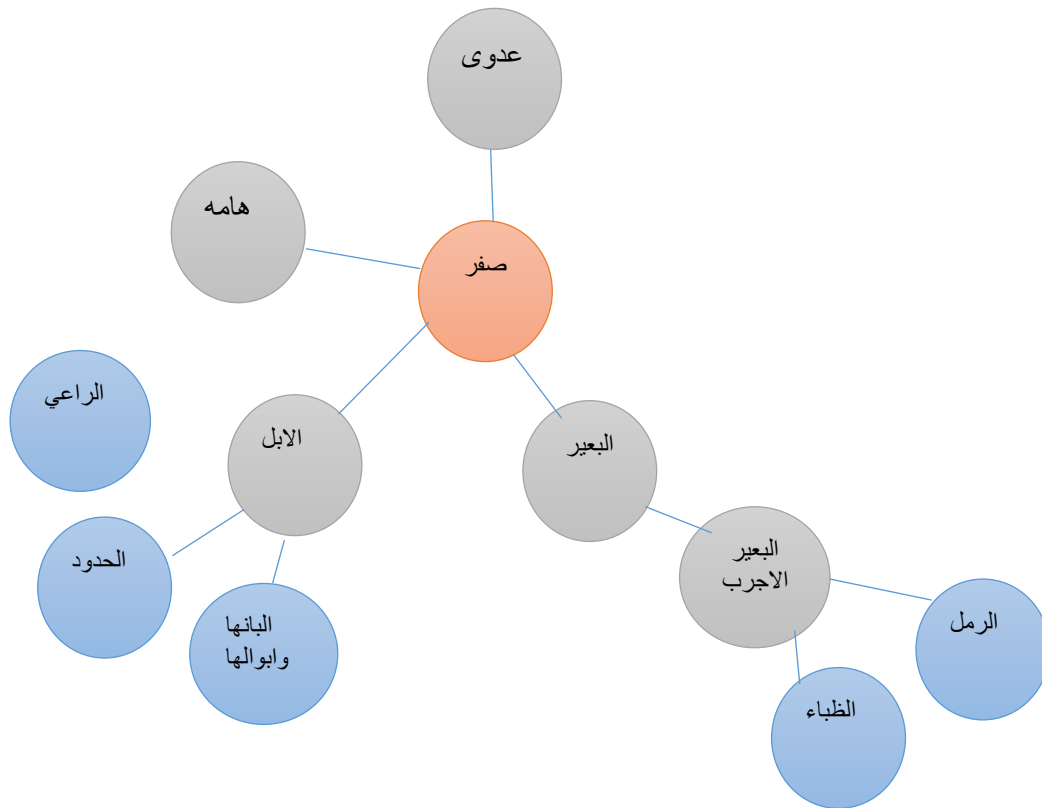 عدوى
هامه
صفر
الراعي
الابل
البعير
الحدود
البعير
الاجرب
البانها
وابوالها
الرمل
الظباء